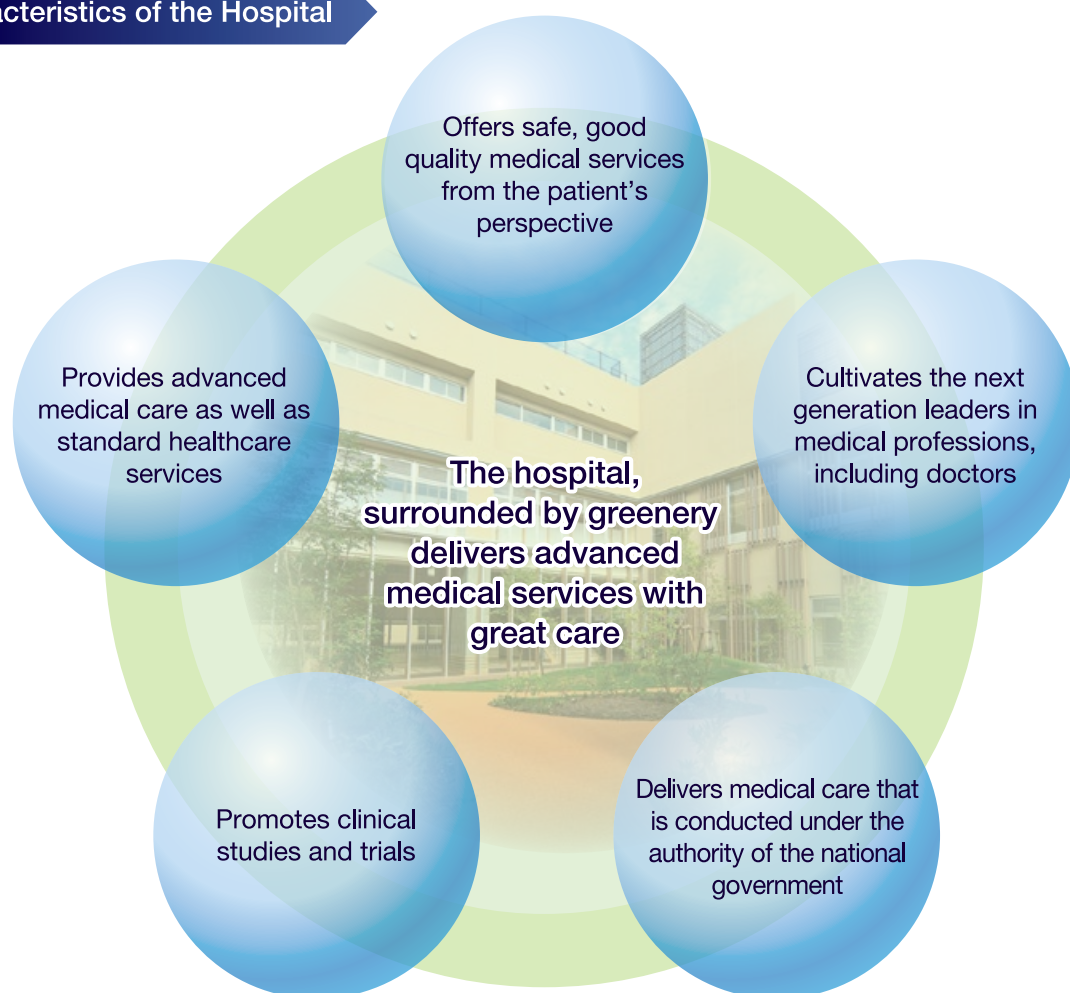 acteristics of the Hospital
Offers safe, good
quality medical services
from the patient’s
perspective
Provides advanced
medical care as well as
standard healthcare
services
Cultivates the next
generation leaders in
medical professions,
including doctors
The hospital,
surrounded by greenery
delivers advanced
medical services with
great care
Promotes clinical
studies and trials
Delivers medical care that
is conducted under the
authority of the national
government